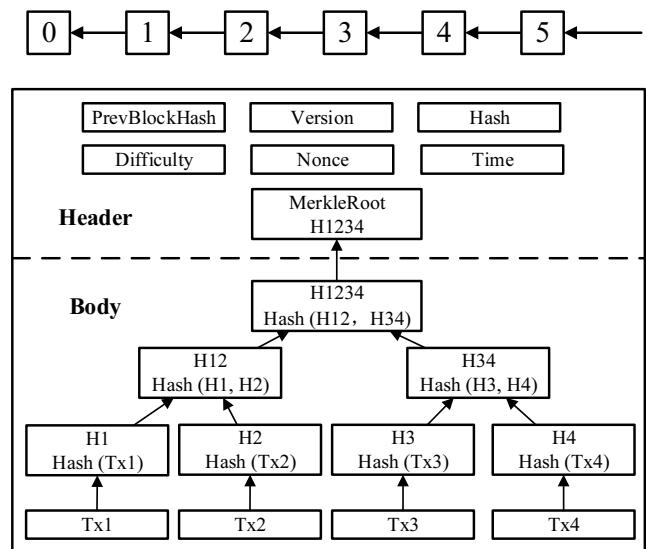 0 1 2 3 4 5
PrevBlockHash Version Hash
Difficulty Nonce Time
Header
MerkleRoot
H1234
Body
H1234
Hash (H12，H34)
H12 H34
Hash (H1, H2) Hash (H3, H4)
H1 H2 H3 H4
Hash (Tx1) Hash (Tx2) Hash (Tx3) Hash (Tx4)
Tx1 Tx2 Tx3 Tx4